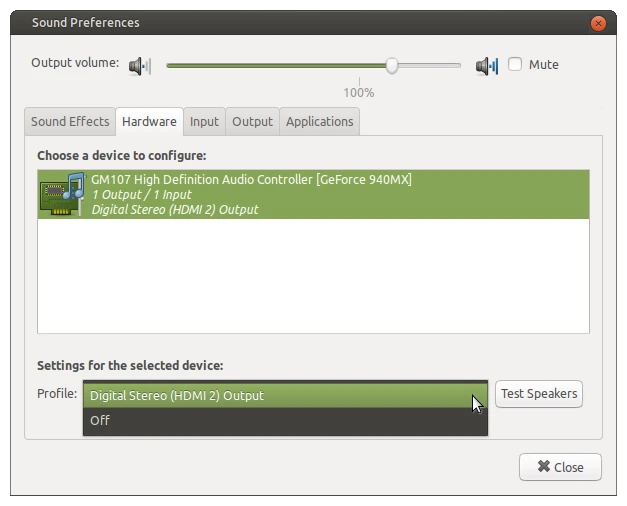 Sound Preferences
Output volume:
Mute
100%
Sound Effects Hardware Input Output Applications
Choose a device to configure:
GM107 High Definition Audio Controller [GeForce 940MX]
1 Output / 1 Input
Digital Stereo (HDMI 2) Output
Settings for the selected device:
Profile: Digital Stereo (HDMI 2) Output Test Speakers
Off
Close